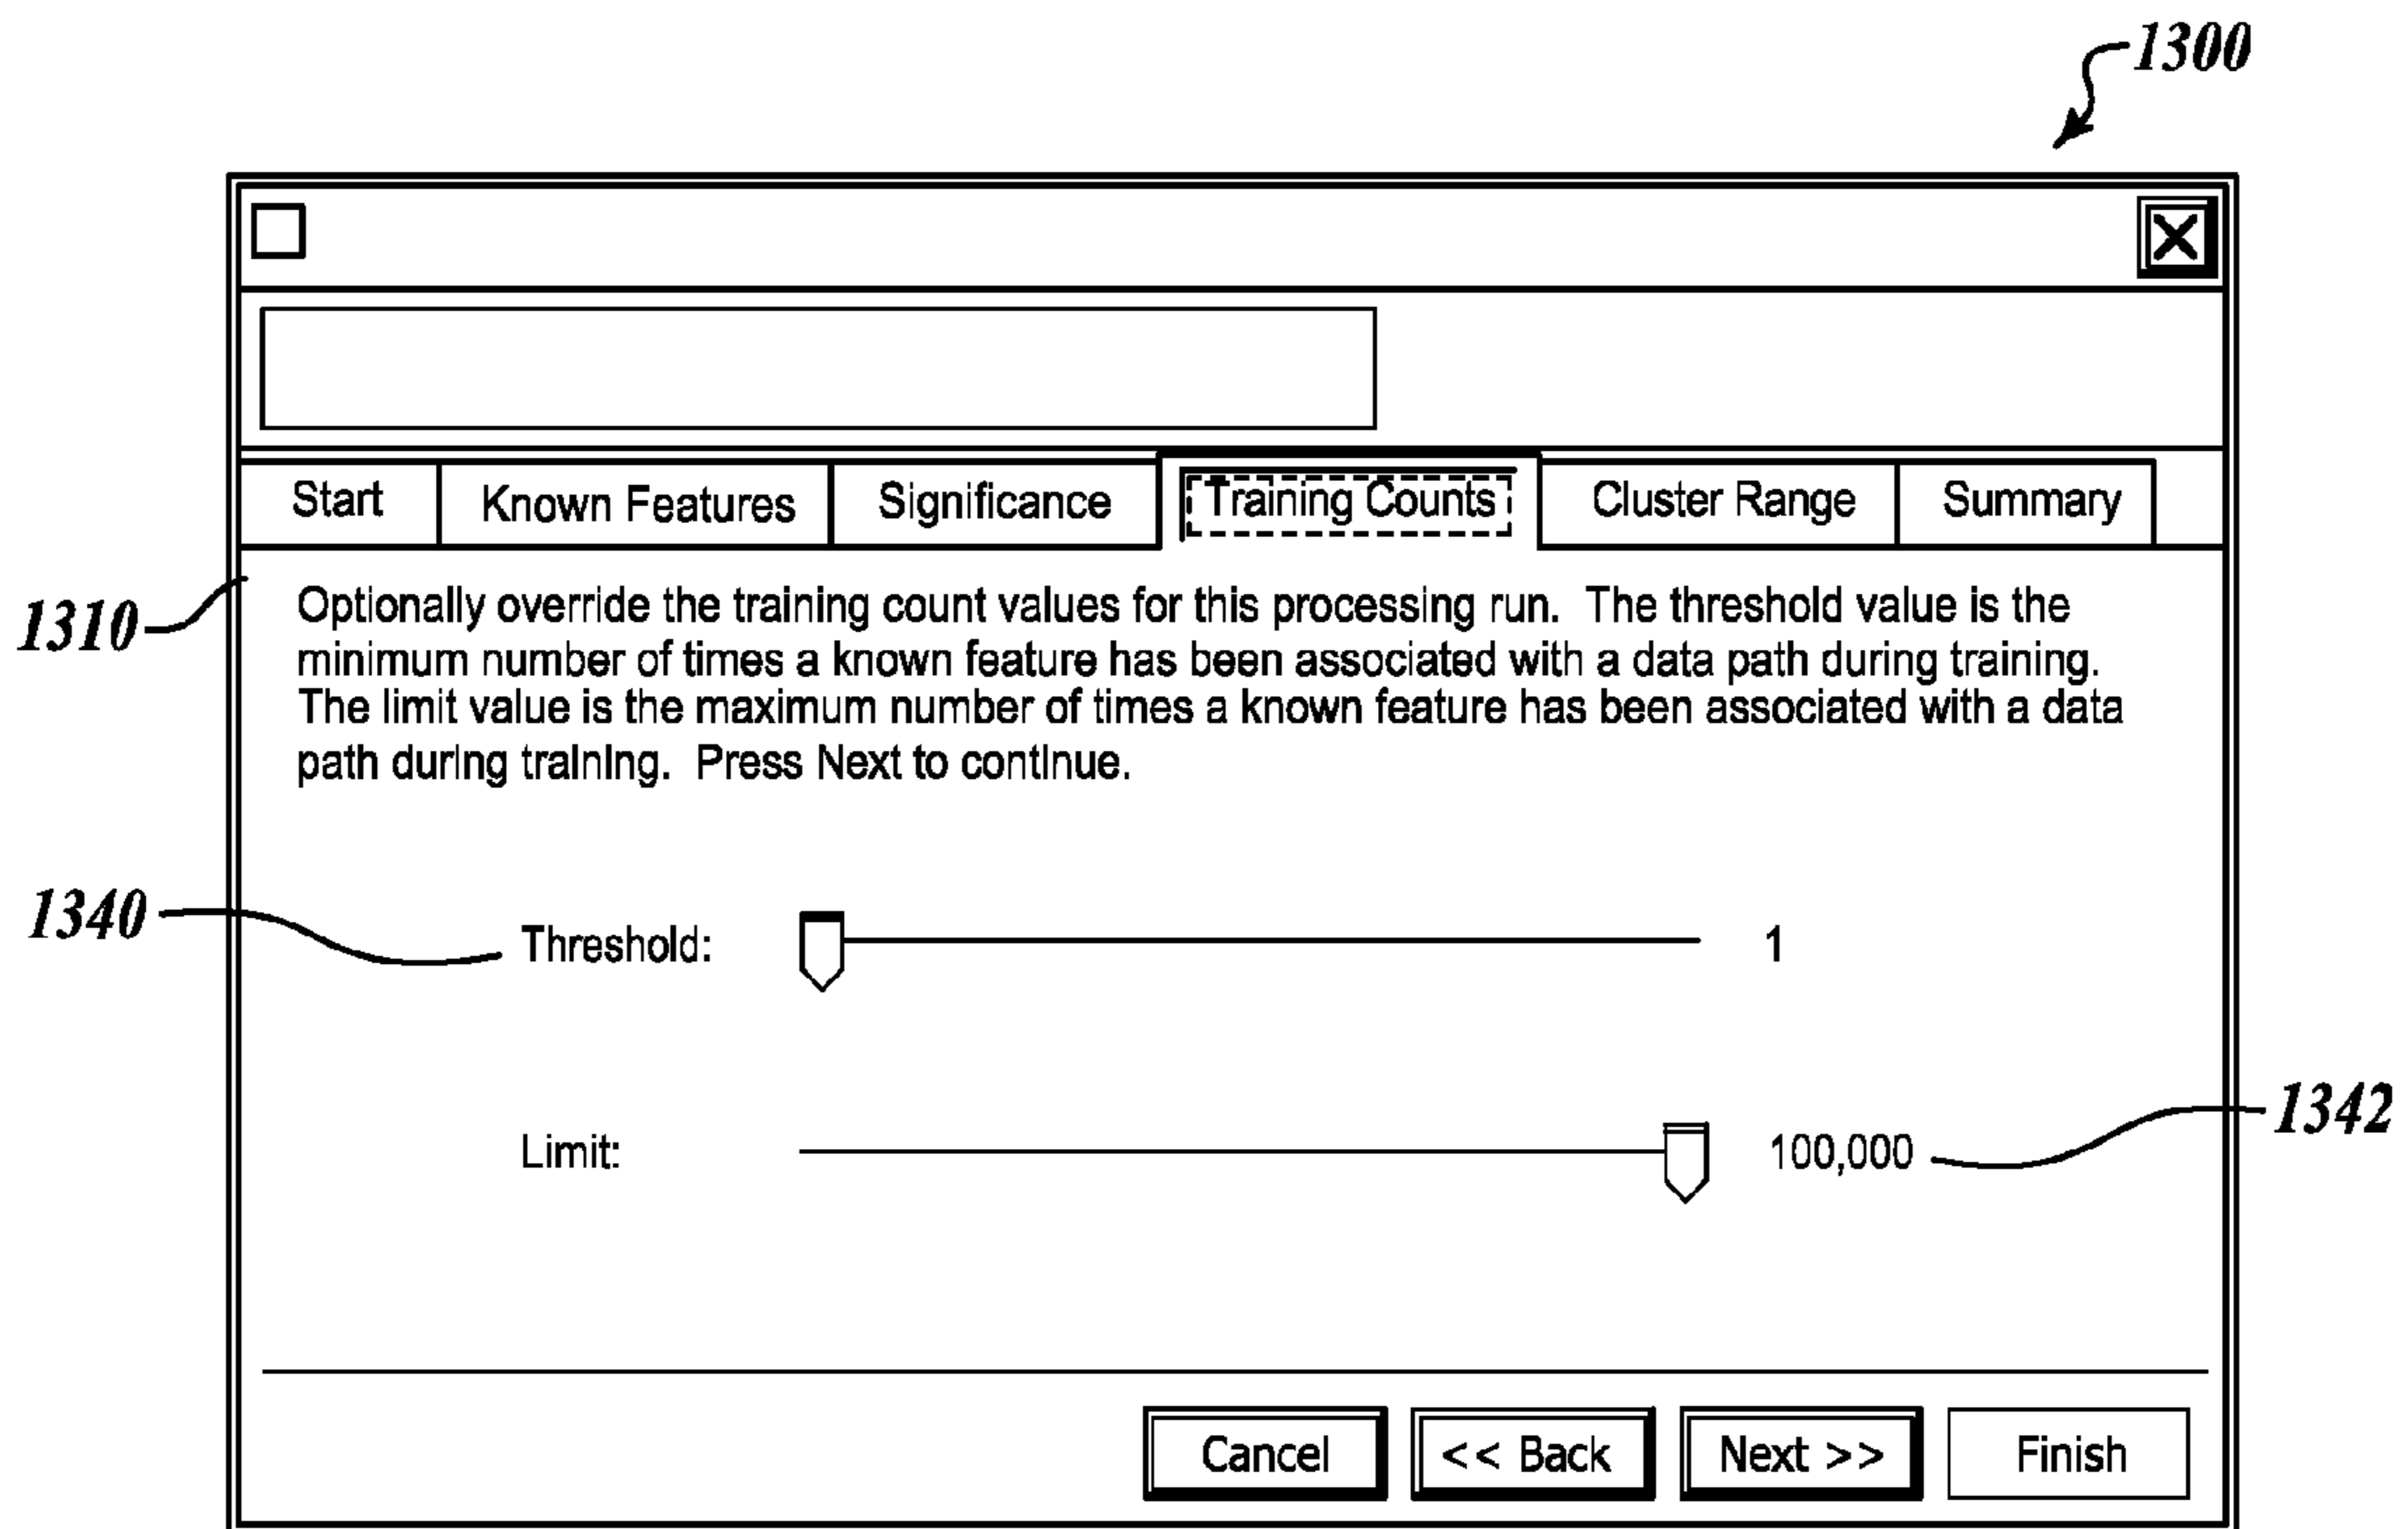 1300
Start Known Features Significance Training Counts Cluster Range Summary
1310
Optionally override the training count values for this processing run. The threshold value is the
minimum number of times a known feature has been associated with a data path during training.
The limit value is the maximum number of times a known feature has been associated with a data
path during training. Press Next to continue.
1340
Threshold: 1
1342
Limit: 100,000
Cancel << Back Next >> Finish